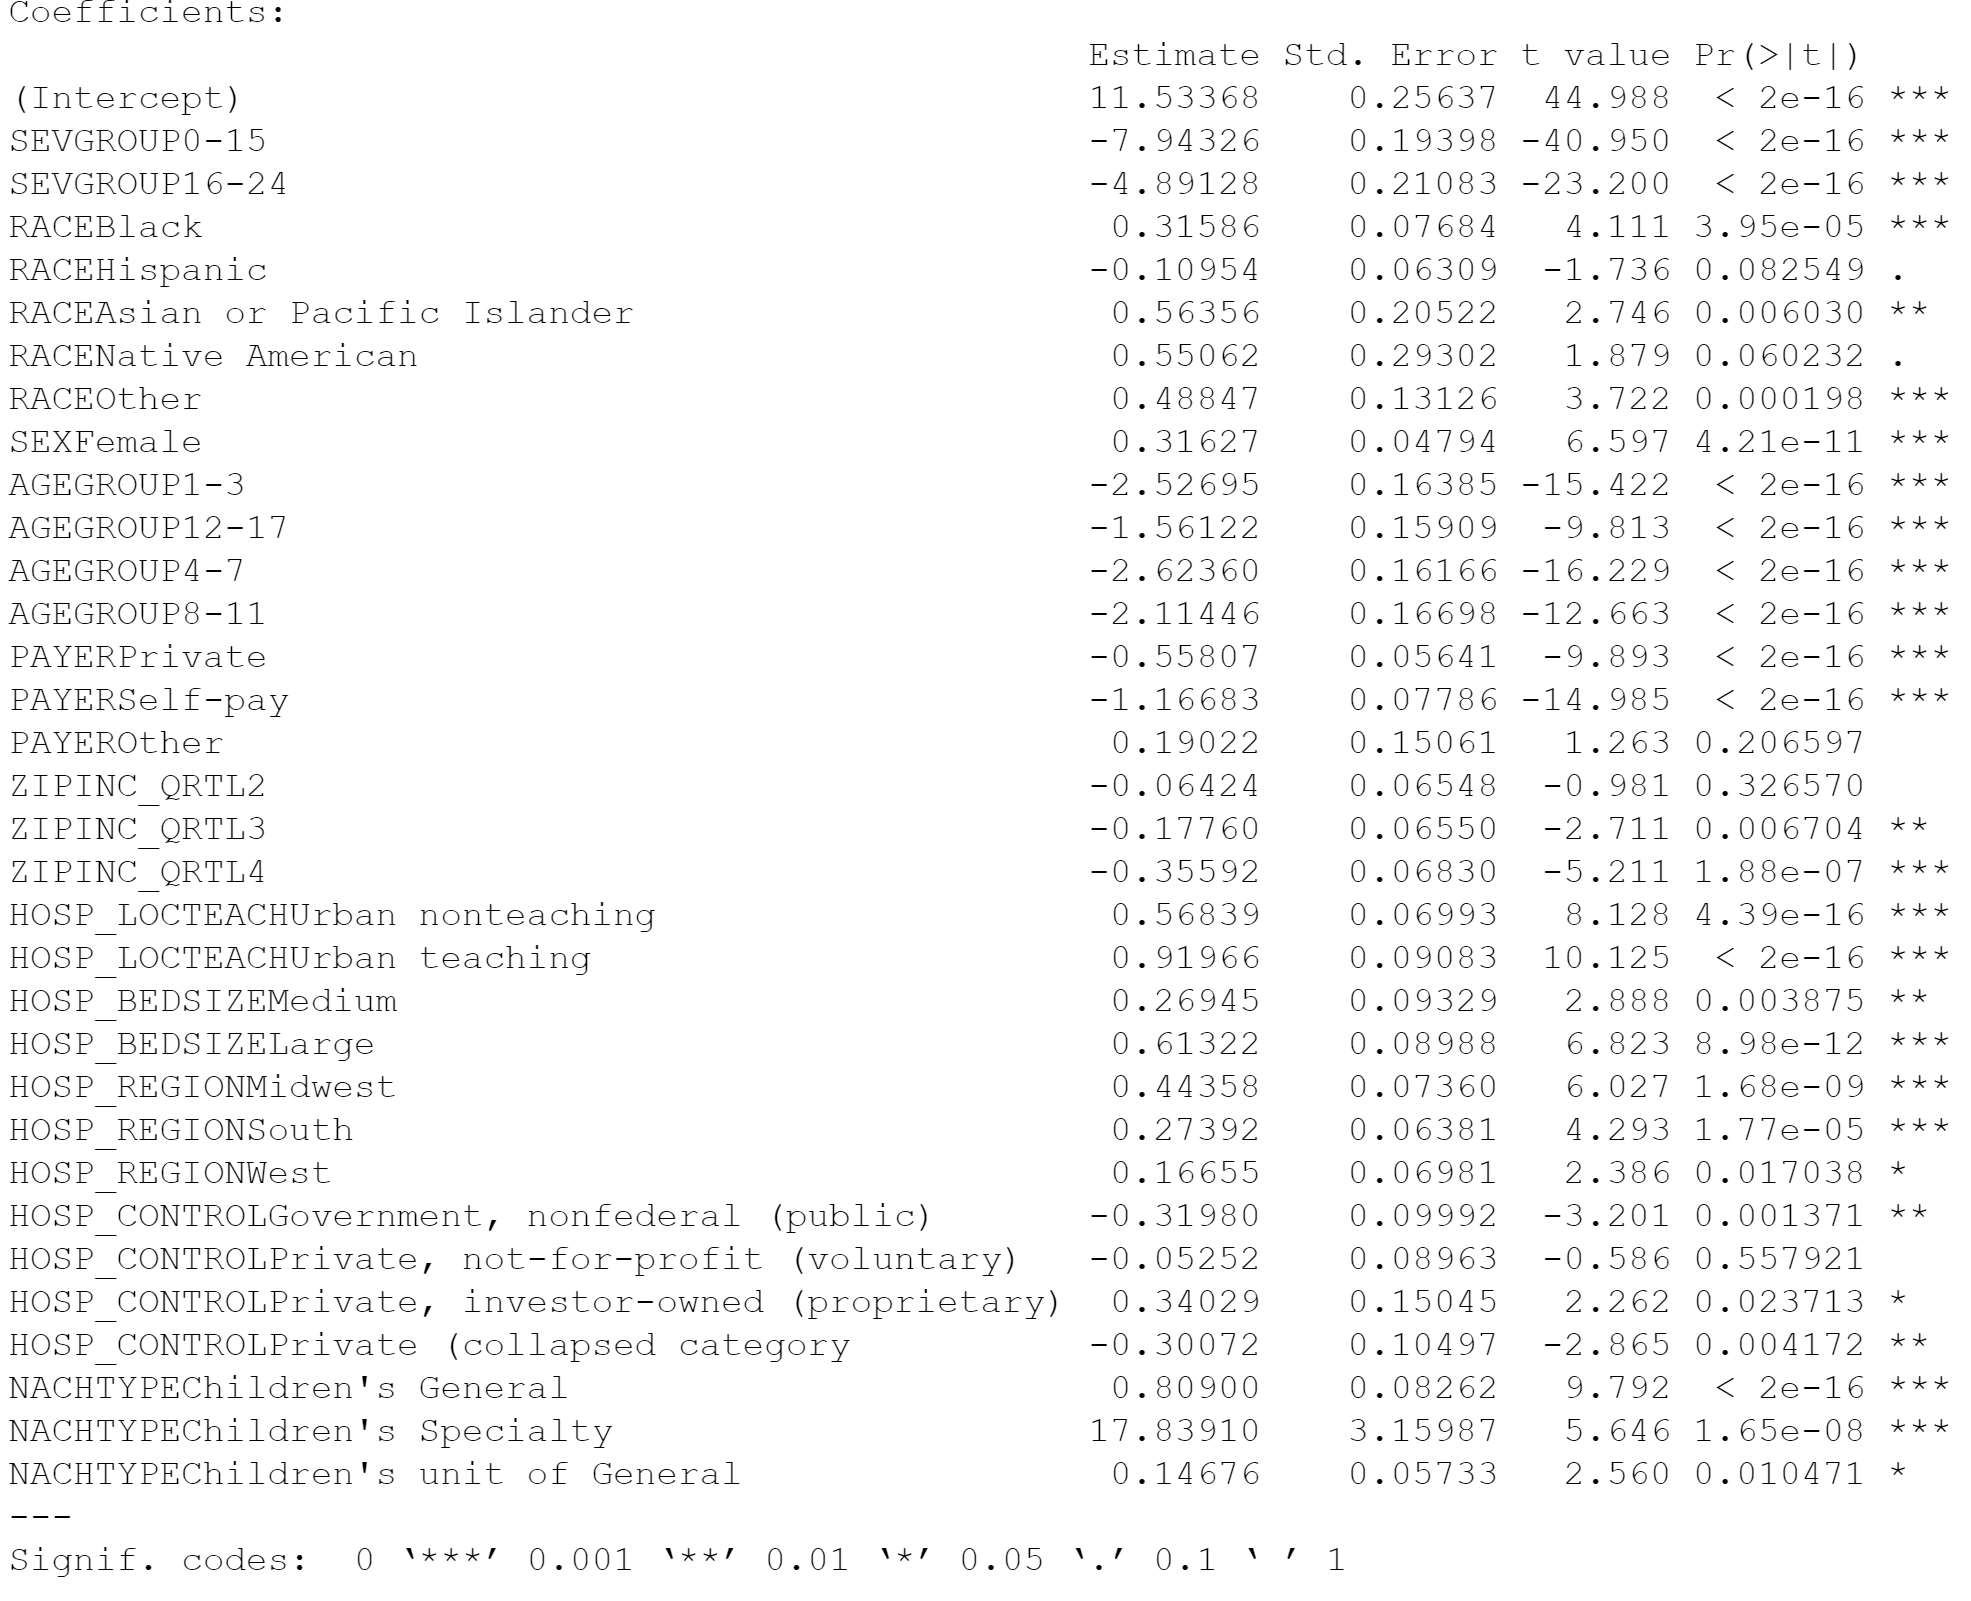 Coefficients:
Estimate Std. Error t value Pr(>|t|)
(Intercept) 11.53368 0.25637 44.988 < 2e-16 ***
SEVGROUP0-15 -7.94326 0.19398 -40.950 < 2e-16 ***
SEVGROUP16-24 -4.89128 0.21083 -23.200 < 2e-16 ***
RACEBlack 0.31586 0.07684 4.111 3.95e-05 ***
RACEHispanic -0.10954 0.06309 -1.736 0.082549 .
RACEAsian or Pacific Islander 0.56356 0.20522 2.746 0.006030 **
RACENative American 0.55062 0.29302 1.879 0.060232 .
RACEOther 0.48847 0.13126 3.722 0.000198 ***
SEXFemale 0.31627 0.04794 6.597 4.21e-11 ***
AGEGROUP1-3 -2.52695 0.16385 -15.422 < 2e-16 ***
AGEGROUP12-17 -1.56122 0.15909 -9.813 < 2e-16 ***
AGEGROUP4-7 -2.62360 0.16166 -16.229 < 2e-16 ***
AGEGROUP8-11 -2.11446 0.16698 -12.663 < 2e-16 ***
PAYERPrivate -0.55807 0.05641 -9.893 < 2e-16 ***
PAYERSelf-pay -1.16683 0.07786 -14.985 < 2e-16 ***
PAYEROther 0.19022 0.15061 1.263 0.206597
ZIPINC_QRTL2 -0.06424 0.06548 -0.981 0.326570
ZIPINC_QRTL3 -0.17760 0.06550 -2.711 0.006704 **
ZIPINC_QRTL4 -0.35592 0.06830 -5.211 1.88e-07 ***
HOSP_LOCTEACHUrban nonteaching 0.56839 0.06993 8.128 4.39e-16 ***
HOSP_LOCTEACHUrban teaching 0.91966 0.09083 10.125 < 2e-16 ***
HOSP_BEDSIZEMedium 0.26945 0.09329 2.888 0.003875 **
HOSP_BEDSIZELarge 0.61322 0.08988 6.823 8.98e-12 ***
HOSP_REGIONMidwest 0.44358 0.07360 6.027 1.68e-09 ***
HOSP_REGIONSouth 0.27392 0.06381 4.293 1.77e-05 ***
HOSP_REGIONWest 0.16655 0.06981 2.386 0.017038 *
HOSP_CONTROLGovernment, nonfederal (public) -0.31980 0.09992 -3.201 0.001371 **
HOSP_CONTROLPrivate, not-for-profit (voluntary) -0.05252 0.08963 -0.586 0.557921
HOSP_CONTROLPrivate, investor-owned (proprietary) 0.34029 0.15045 2.262 0.023713 *
HOSP_CONTROLPrivate (collapsed category -0.30072 0.10497 -2.865 0.004172 **
NACHTYPEChildren's General 0.80900 0.08262 9.792 < 2e-16 ***
NACHTYPEChildren's Specialty 17.83910 3.15987 5.646 1.65e-08 ***
NACHTYPEChildren's unit of General 0.14676 0.05733 2.560 0.010471 *
---
Signif. codes: 0 ‘***’ 0.001 ‘**’ 0.01 ‘*’ 0.05 ‘.’ 0.1 ‘ ’ 1